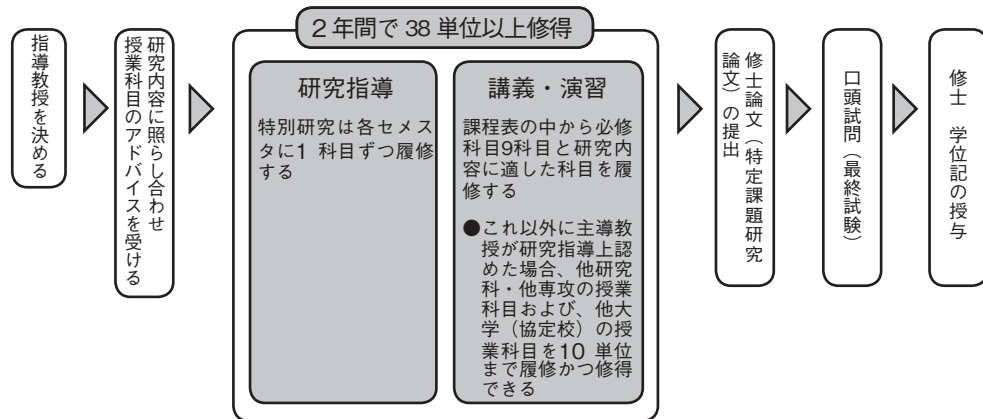 指導教授を決める
研究内容に照らし合わせ
授業科目のアドバイスを受ける
2年間で38単位以上修得
研究指導
特別研究は各セメス
タに1 科目ずつ履修
する
講義・演習
課程表の中から必修
科目9科目と研究内
容に適した科目を履
修する
●これ以外に主導教
授が研究指導上認
めた場合、他研究
科・他専攻の授業
科目および、他大
学（協定校）の授
業科目を10 単位
まで履修かつ修得
できる
修士論文（特定課題研究
論文）の提出
口頭試問（最終試験）
修士　学位記の授与